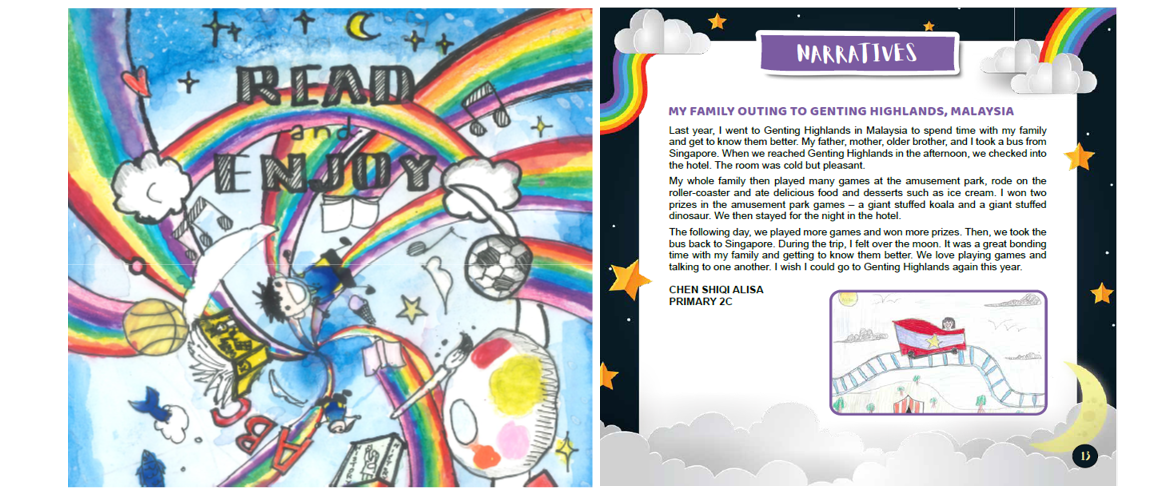 READ
and
ENJOY
ABC
NARRATIVES
MY FAMILY OUTING TO GENTING HIGHLANDS, MALAYSIA
Last year, I went to Genting Highlands in Malaysia to spend time with my family
and get to know them better. My father, mother, older brother, and I took a bus from
Singapore. When we reached Genting Highlands in the afternoon, we checked into
the hotel. The room was cold but pleasant.
My whole family then played many games at the amusement park, rode on the
roller-coaster and ate delicious food and desserts such as ice cream. I won two
prizes in the amusement park games – a giant stuffed koala and a giant stuffed
dinosaur. We then stayed for the night in the hotel.
The following day, we played more games and won more prizes. Then, we took the
bus back to Singapore. During the trip, I felt over the moon. It was a great bonding
time with my family and getting to know them better. We love playing games and
talking to one another. I wish I could go to Genting Highlands again this year.
CHEN SHIQI ALISA
PRIMARY 2C
13